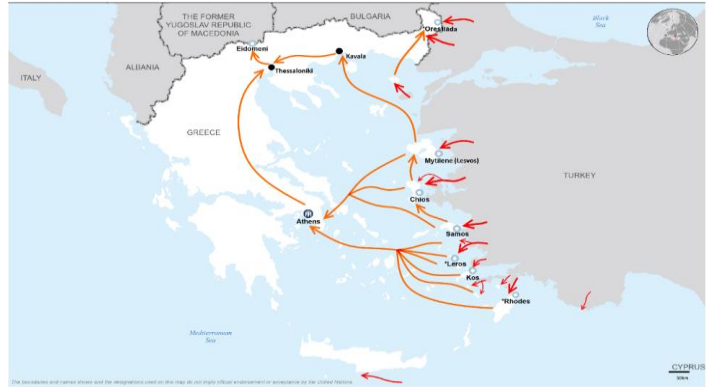 THE FORMER
YUGOSLAV REPUBLIC
OF MACEDONIA
BULGARIA
Black
Sea
*Orestiada
Eidomeni
Kavala
Thessaloniki
ITALY
ALBANIA
GREECE
Mytilene (Lesvos)
TURKEY
Chios
Athens
Samos
*Leros
Kos
*Rhodes
Mediterranean
Sea
CYPRUS
50km
The boundaries and names shown and the designations used on this map do not imply official endorsement or acceptance by the United Nations.